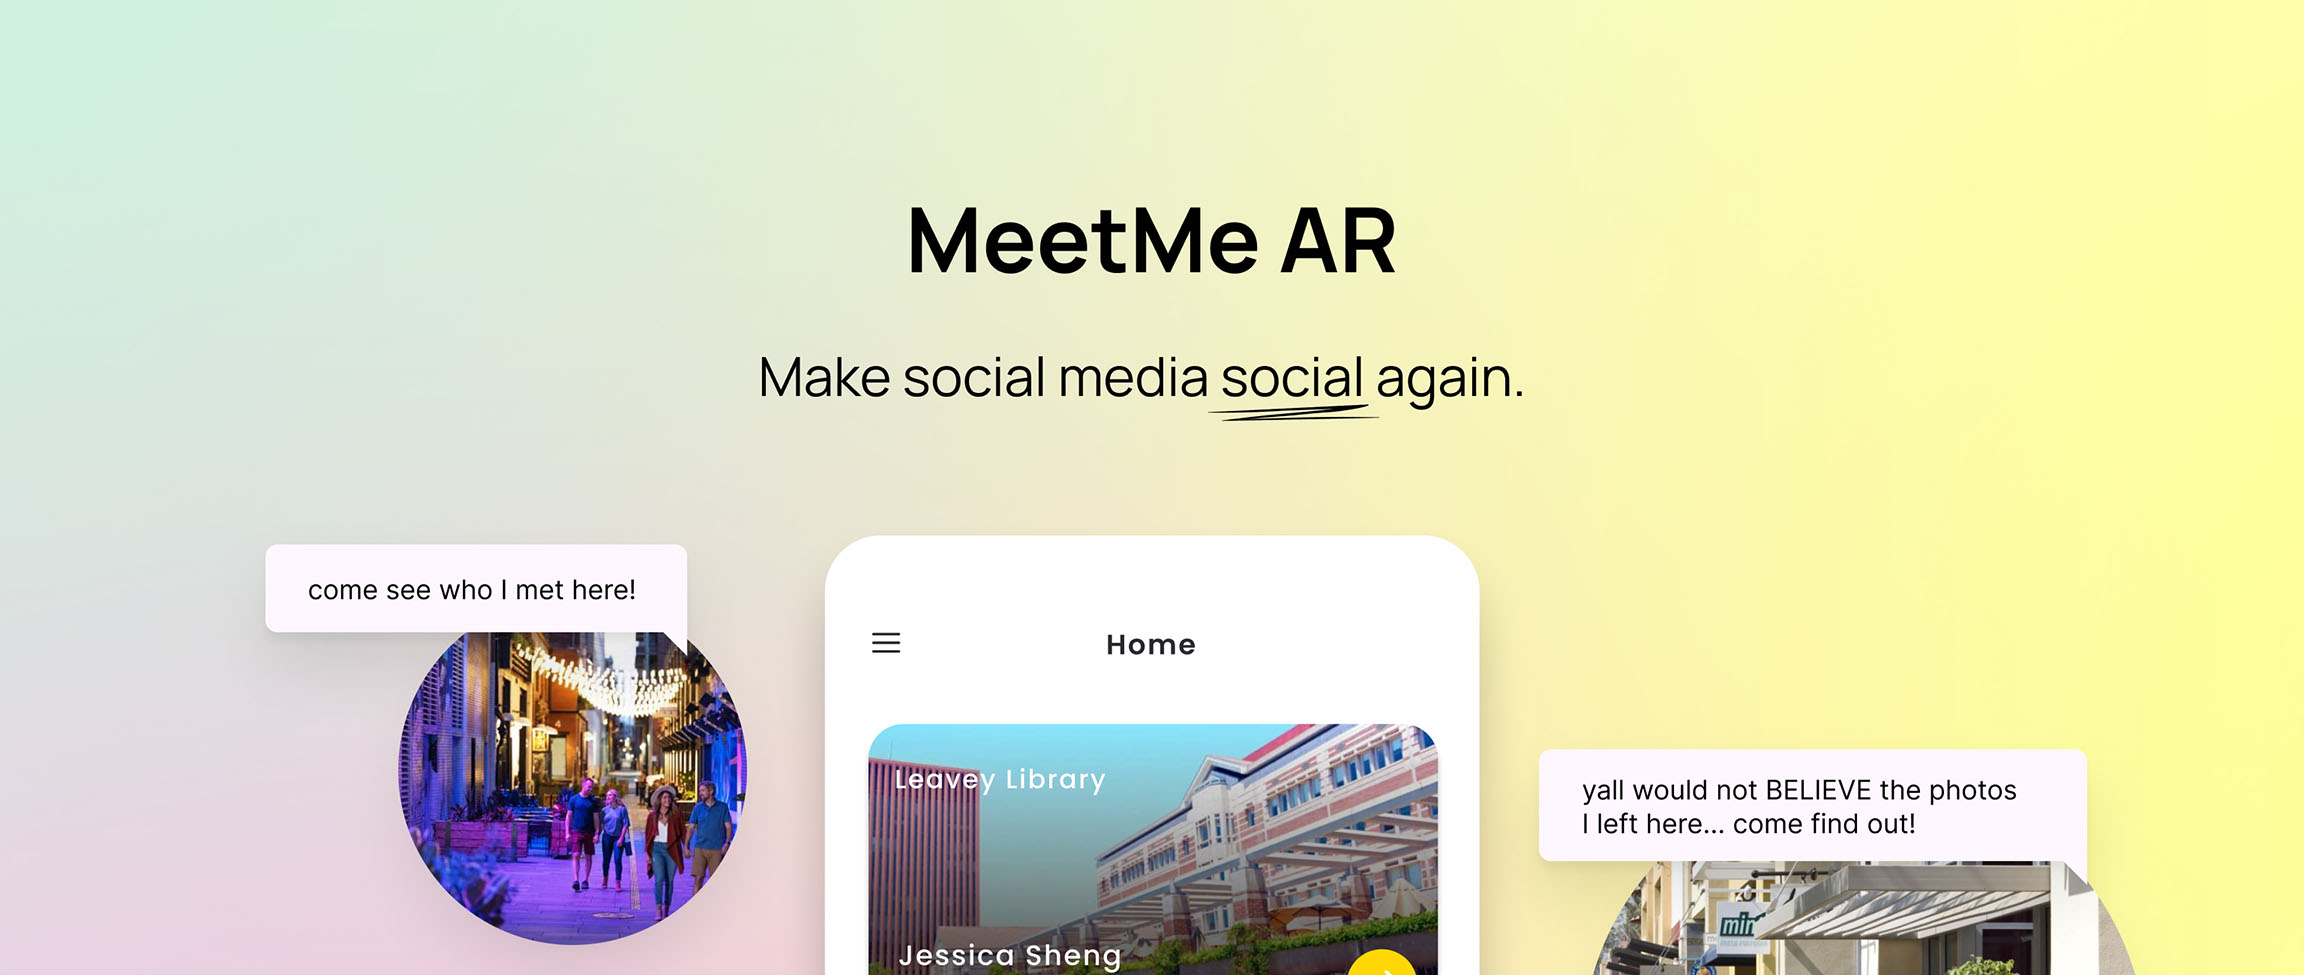 MeetMe AR
Make social media social again.
come see who I met here!
Home
Leavey Library
Jessica Sheng
yall would not BELIEVE the photos
I left here... come find out!